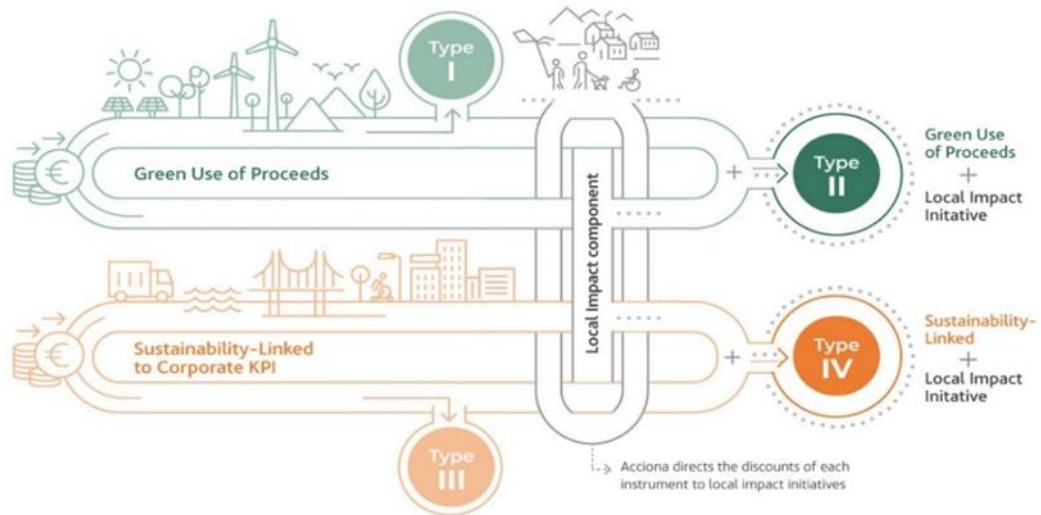 Type
I
€
Green Use of Proceeds
+
Type
II
Green Use
of Proceeds
+
Local Impact
Initative
Local Impact component
€
Sustainability-Linked
to Corporate KPI
+
Type
IV
Sustainability-
Linked
+
Local Impact
Initative
Type
III
Acciona directs the discounts of each
instrument to local impact initiatives